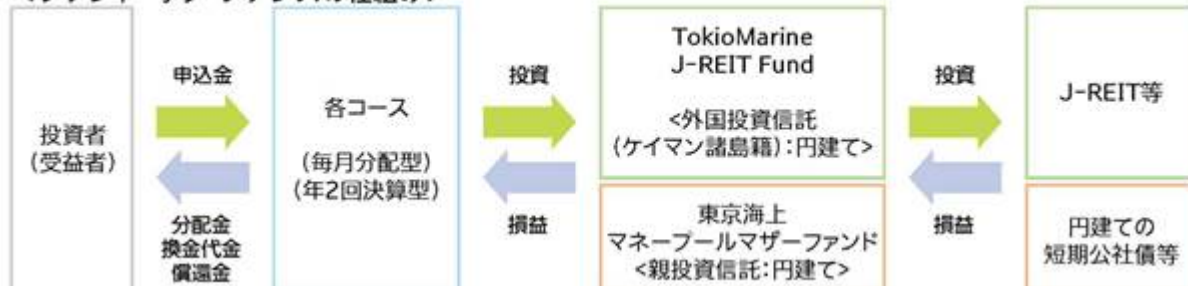 申込金
投資者
(受益者)
分配金
換金代金
償還金
各コース
(毎月分配型)
(年2回決算型)
投資
損益
TokioMarine
J-REIT Fund
<外国投資信託
(ケイマン諸島籍):円建て>
東京海上
マネープールマザーファンド
<親投資信託:円建て>
投資
損益
J-REIT等
円建ての
短期公社債等